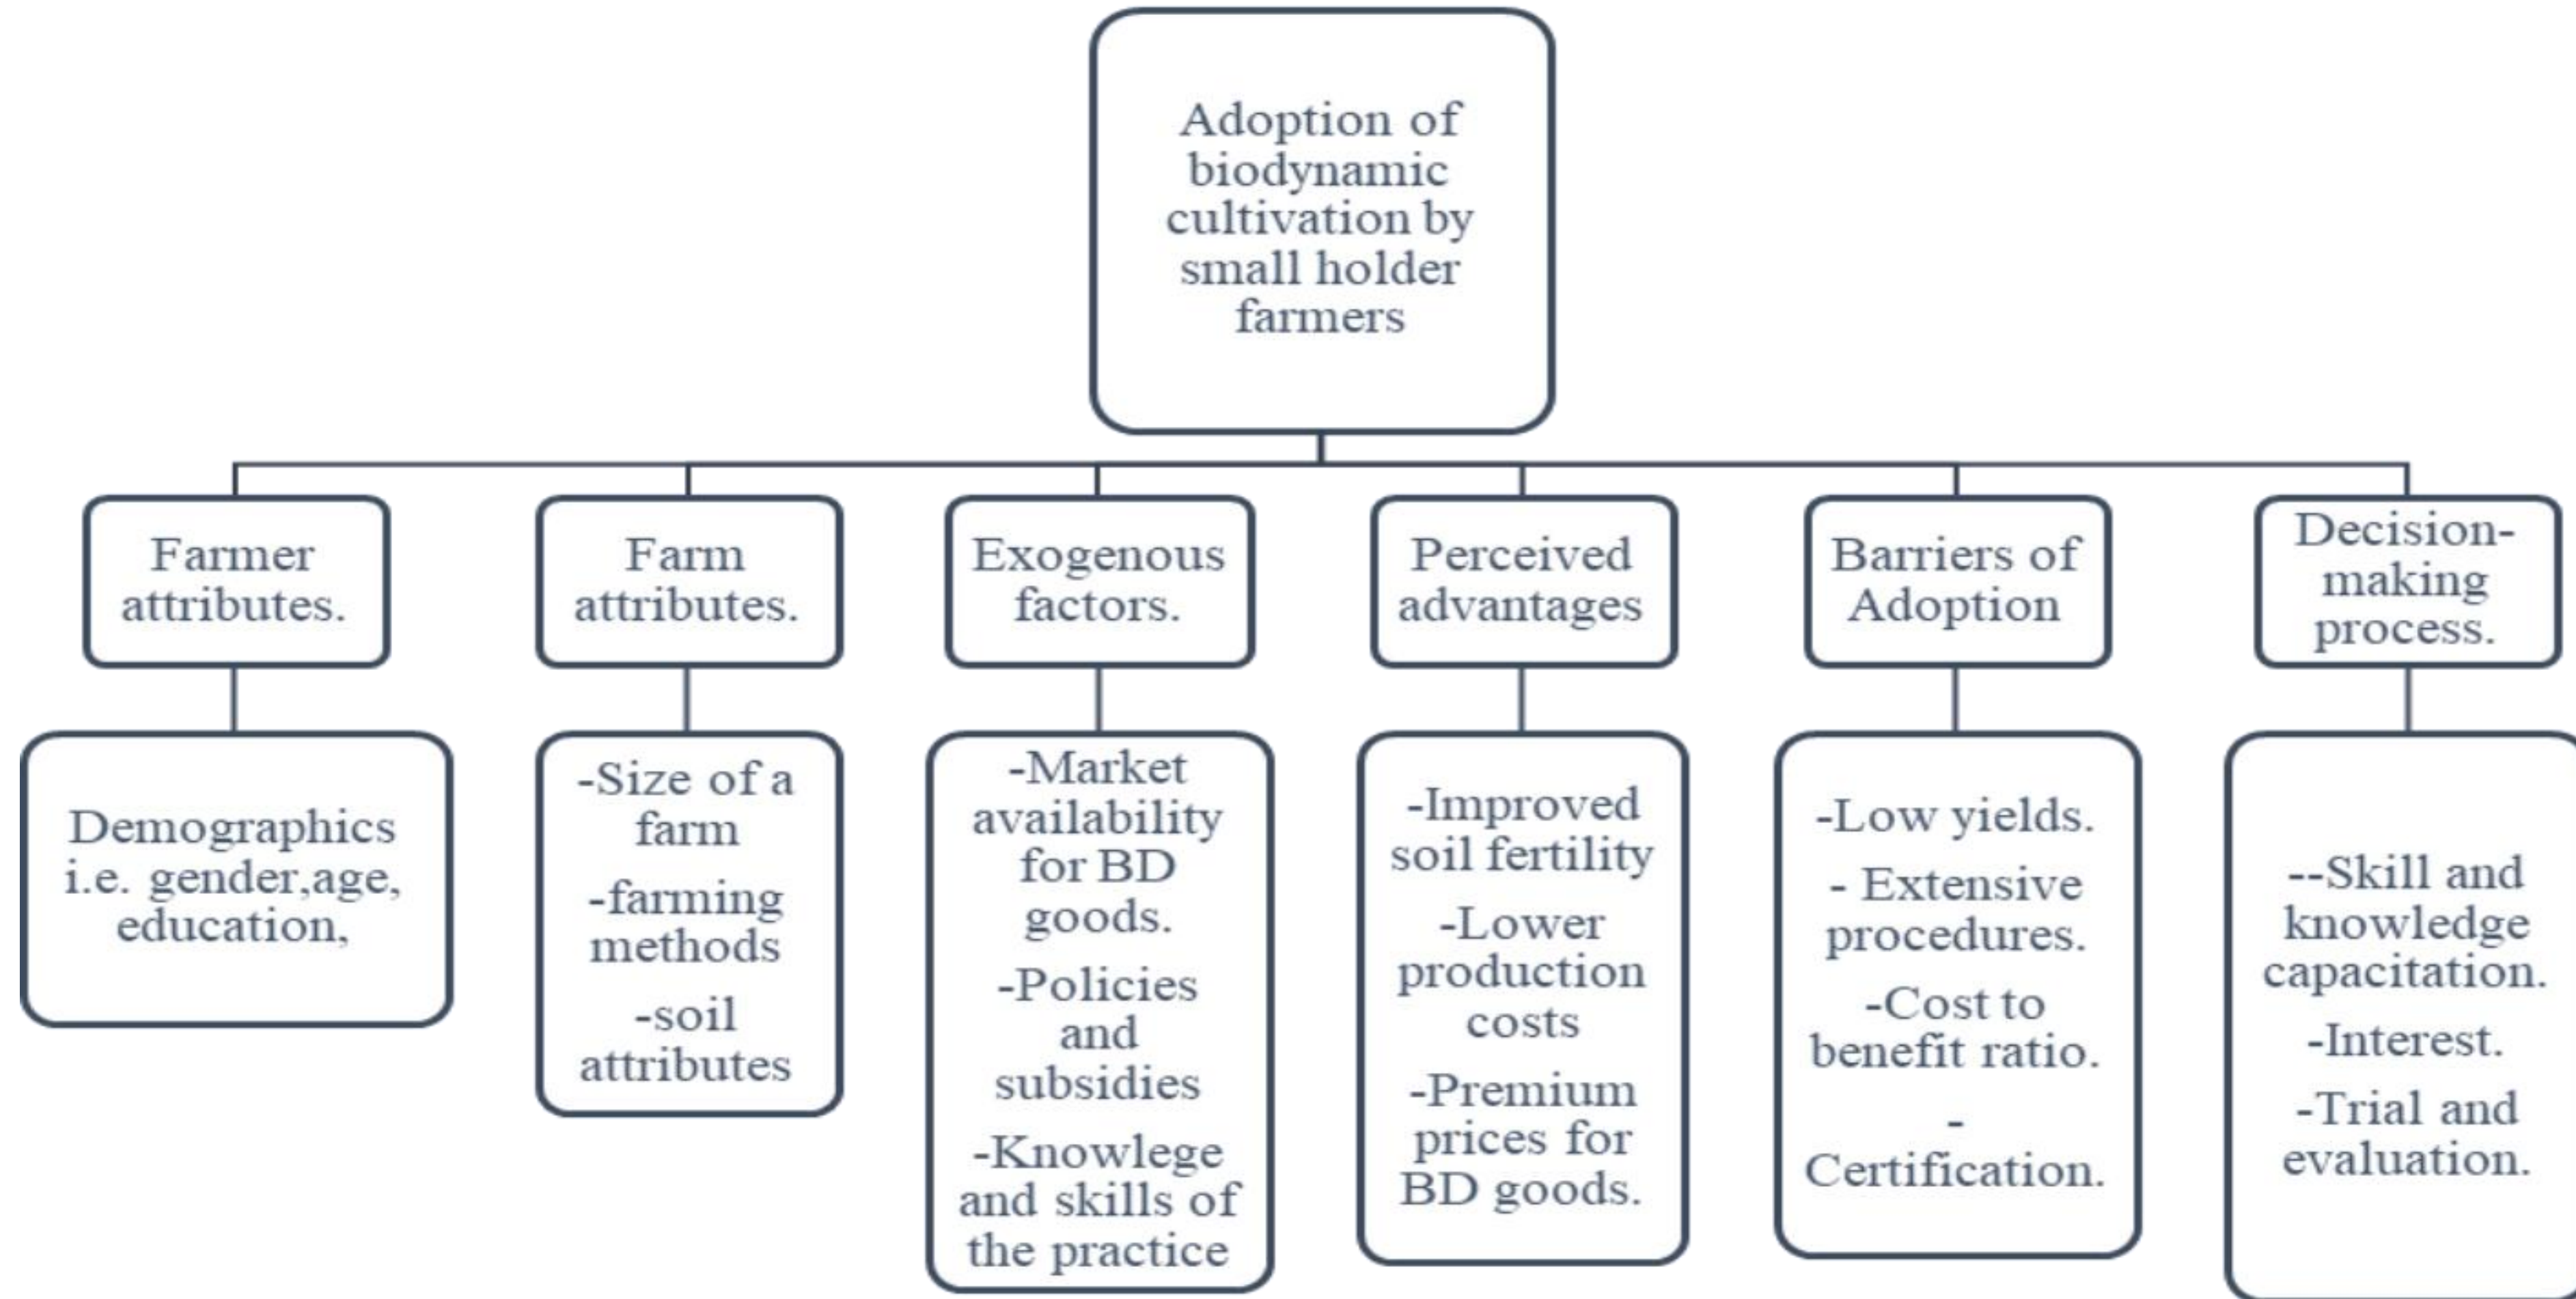 Adoption of
biodynamic
cultivation by
small holder
farmers
Farmer
attributes.
Farm
attributes.
Exogenous
factors.
Perceived
advantages
Barriers of
Adoption
Decision-
making
process.
Demographics
i.e. gender,age,
education,
-Size of a
farm
-farming
methods
-soil
attributes
-Market
availability
for BD
goods.
-Policies
and
subsidies
-Knowlege
and skills of
the practice
-Improved
soil fertility
-Lower
production
costs
-Premium
prices for
BD goods.
-Low yields.
- Extensive
procedures.
-Cost to
benefit ratio.
-
Certification.
--Skill and
knowledge
capacitation.
-Interest.
-Trial and
evaluation.